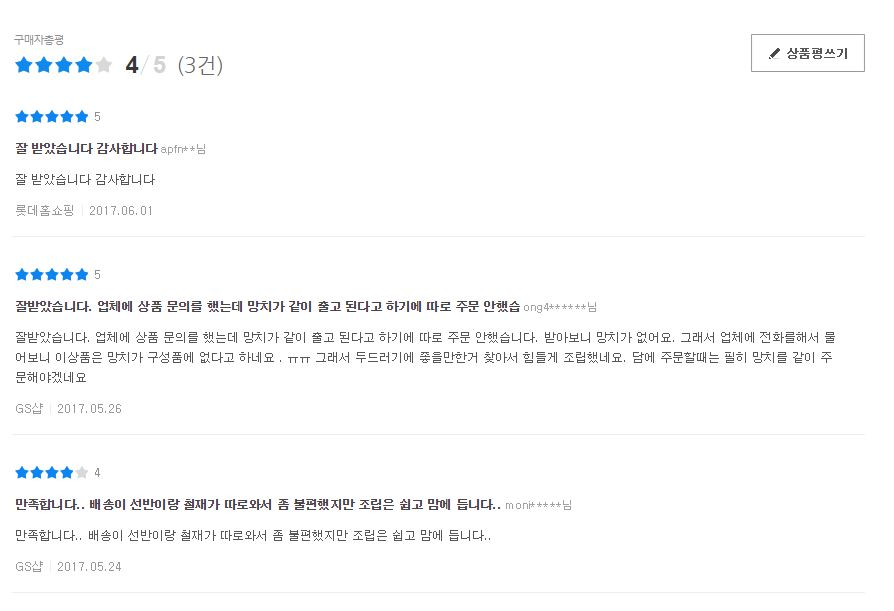 구매자총평
4/5 (3건)
상품평쓰기
5
잘 받았습니다 감사합니다 apfn**님
잘 받았습니다 감사합니다
롯데홈쇼핑 | 2017.06.01
5
잘받았습니다. 업체에 상품 문의를 했는데 망치가 같이 출고 된다고 하기에 따로 주문 안했습 ong4******님
잘받았습니다. 업체에 상품 문의를 했는데 망치가 같이 출고 된다고 하기에 따로 주문 안했습니다. 받아보니 망치가 없어요. 그래서 업체에 전화를해서 물
어보니 이상품은 망치가 구성품에 없다고 하네요 . ㅠㅠ 그래서 두드러기에 좋을만한거 찾아서 힘들게 조립했네요. 담에 주문할때는 필히 망치를 같이 주
문해야겠네요
GS샵 | 2017.05.26
4
만족합니다.. 배송이 선반이랑 철재가 따로와서 좀 불편했지만 조립은 쉽고 맘에 듭니다.. moni*****님
만족합니다.. 배송이 선반이랑 철재가 따로와서 좀 불편했지만 조립은 쉽고 맘에 듭니다..
GS샵 | 2017.05.24